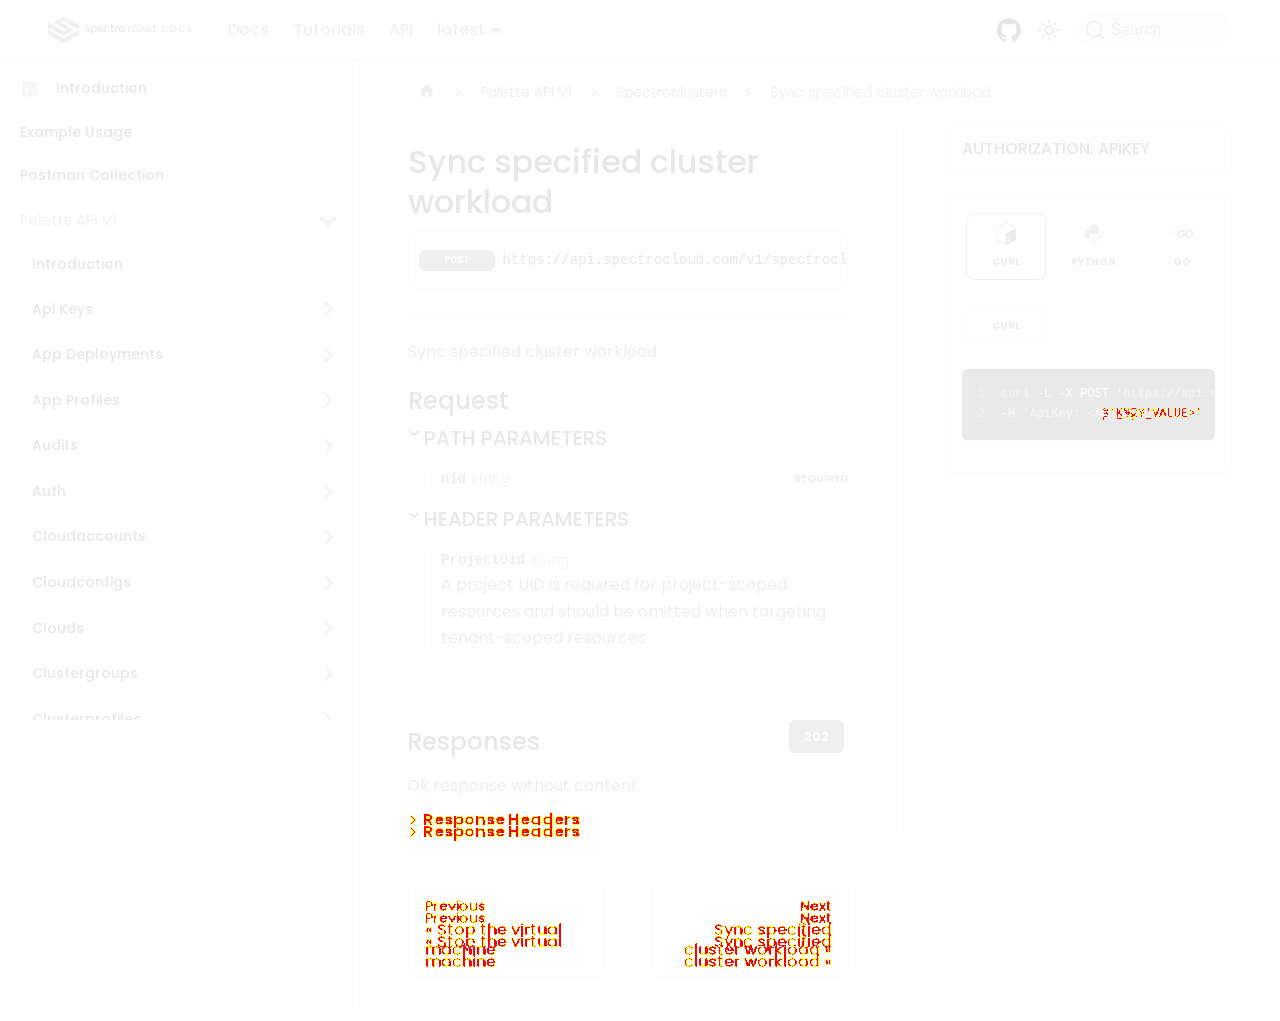 spectro cloud DOCS
Docs
Tutorials
API
latest
Search
Introduction
Example Usage
Postman Collection
Palette API V1
Introduction
Api Keys
App Deployments
App Profiles
Audits
Auth
Cloudaccounts
Cloudconfigs
Clouds
Clustergroups
Clusterprofiles
Palette API V1
Spectroclusters
Sync specified cluster workload
Sync specified cluster
workload
POST https://api.spectrocloud.com/v1/spectrocl
Sync specified cluster workload
Request
PATH PARAMETERS
uid string REQUIRED
HEADER PARAMETERS
ProjectUid string
A project UID is required for project-scoped
resources and should be omitted when targeting
tenant-scoped resources
Responses
202
Ok response without content
> Response Headers
> Response Headers
Previous
Previous
« Stop the virtual
« Stop the virtual
machine
machine
Next
Next
Sync specified
Sync specified
cluster workload »
cluster workload »
AUTHORIZATION: APIKEY
CURL
PYTHON
GO
CURL
1 curl -L -X POST 'https://api.s
2 -H 'ApiKey: